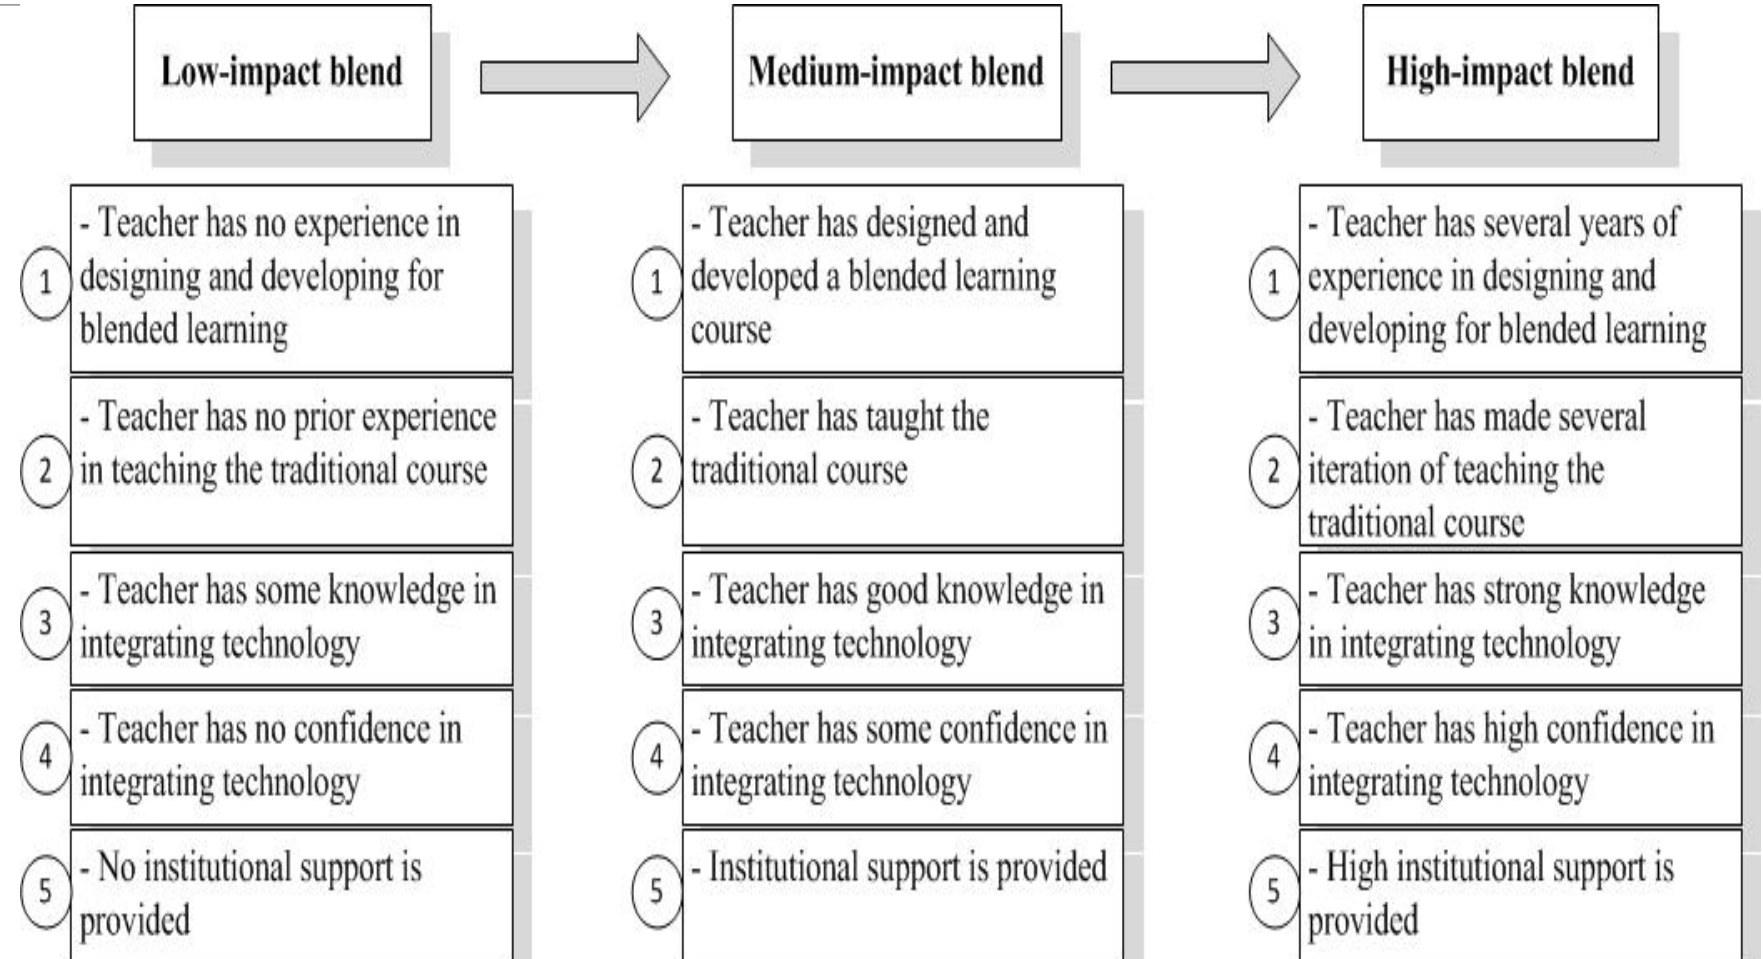 Low-impact blend
Medium-impact blend
High-impact blend
1
- Teacher has no experience in
designing and developing for
blended learning
2
- Teacher has no prior experience
in teaching the traditional course
3
- Teacher has some knowledge in
integrating technology
4
- Teacher has no confidence in
integrating technology
5
- No institutional support is
provided
1
- Teacher has designed and
developed a blended learning
course
2
- Teacher has taught the
traditional course
3
- Teacher has good knowledge in
integrating technology
4
- Teacher has some confidence in
integrating technology
5
- Institutional support is provided
1
- Teacher has several years of
experience in designing and
developing for blended learning
2
- Teacher has made several
iteration of teaching the
traditional course
3
- Teacher has strong knowledge
in integrating technology
4
- Teacher has high confidence in
integrating technology
5
- High institutional support is
provided